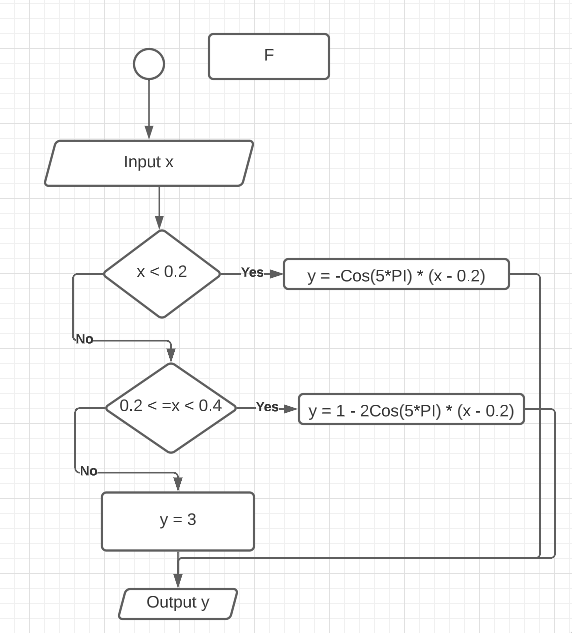 F
Input x
x < 0.2
Yes
y = -Cos(5*PI) * (x - 0.2)
No
0.2 < =x < 0.4
Yes
y = 1 - 2Cos(5*PI) * (x - 0.2)
No
y = 3
Output y